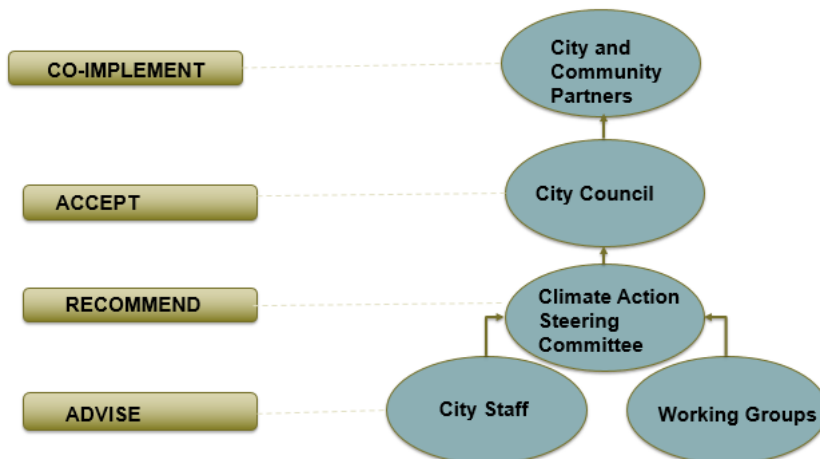 CO-IMPLEMENT
City and
Community
Partners
ACCEPT
City Council
RECOMMEND
Climate Action
Steering
Committee
ADVISE
City Staff
Working Groups